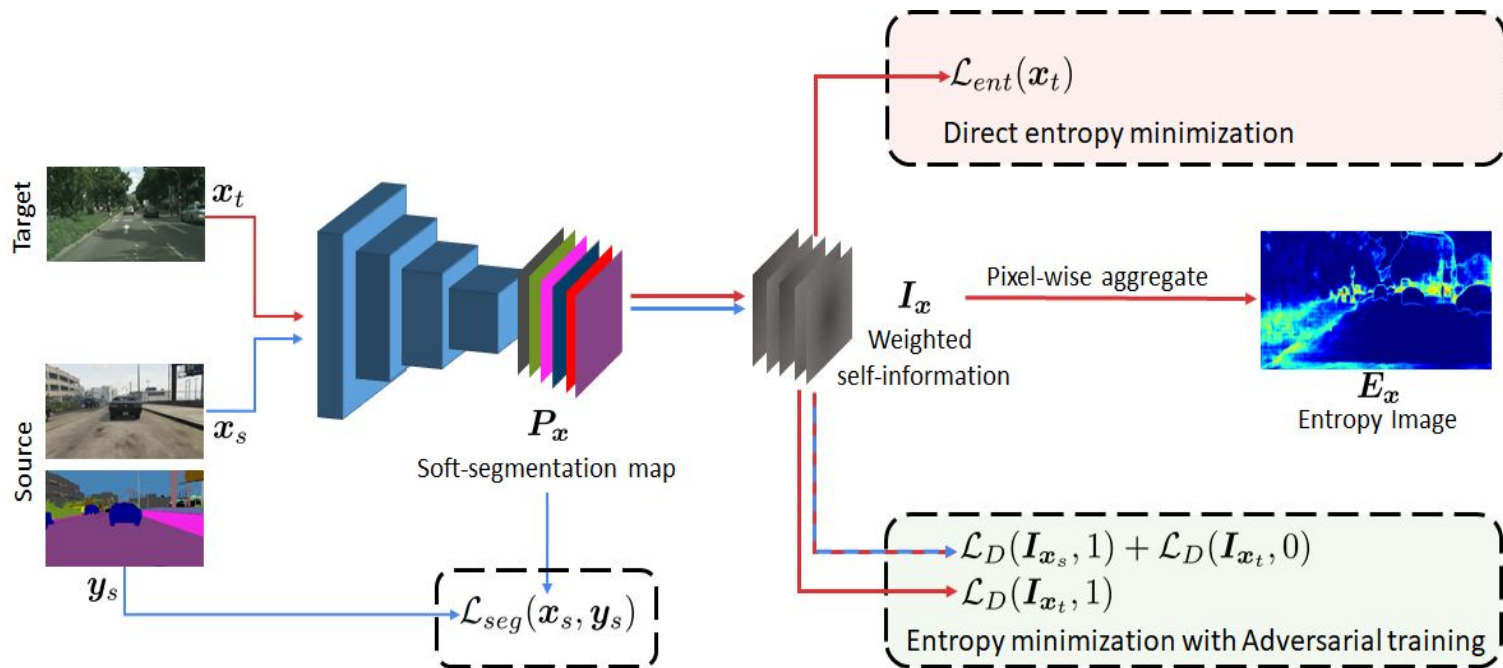 Target
x_t
Source
x_s
y_s
P_x
Soft-segmentation map
L_seg(x_s, y_s)
I_x
Weighted
self-information
L_ent(x_t)
Direct entropy minimization
Pixel-wise aggregate
E_x
Entropy Image
L_D(I_{x_s}, 1) + L_D(I_{x_t}, 0)
L_D(I_{x_t}, 1)
Entropy minimization with Adversarial training